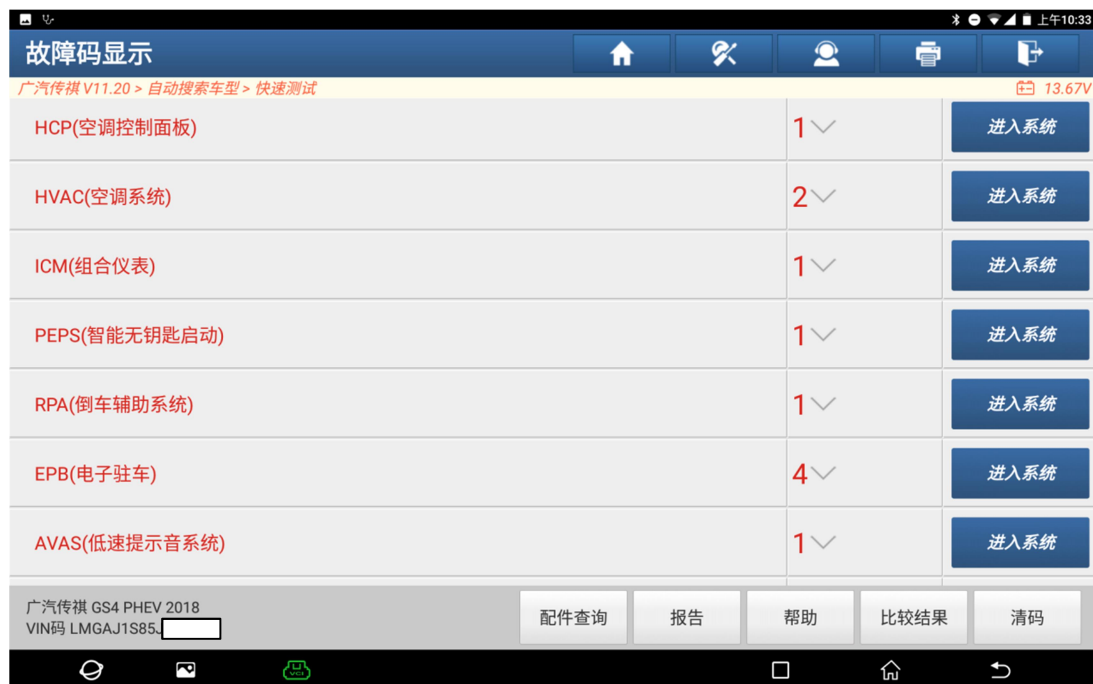 上午10:33
故障码显示
广汽传祺 V11.20 > 自动搜索车型 > 快速测试 13.67V
HCP(空调控制面板) 1 进入系统
HVAC(空调系统) 2 进入系统
ICM(组合仪表) 1 进入系统
PEPS(智能无钥匙启动) 1 进入系统
RPA(倒车辅助系统) 1 进入系统
EPB(电子驻车) 4 进入系统
AVAS(低速提示音系统) 1 进入系统
广汽传祺 GS4 PHEV 2018
VIN码 LMGAJ1S85J
配件查询 报告 帮助 比较结果 清码
VCI